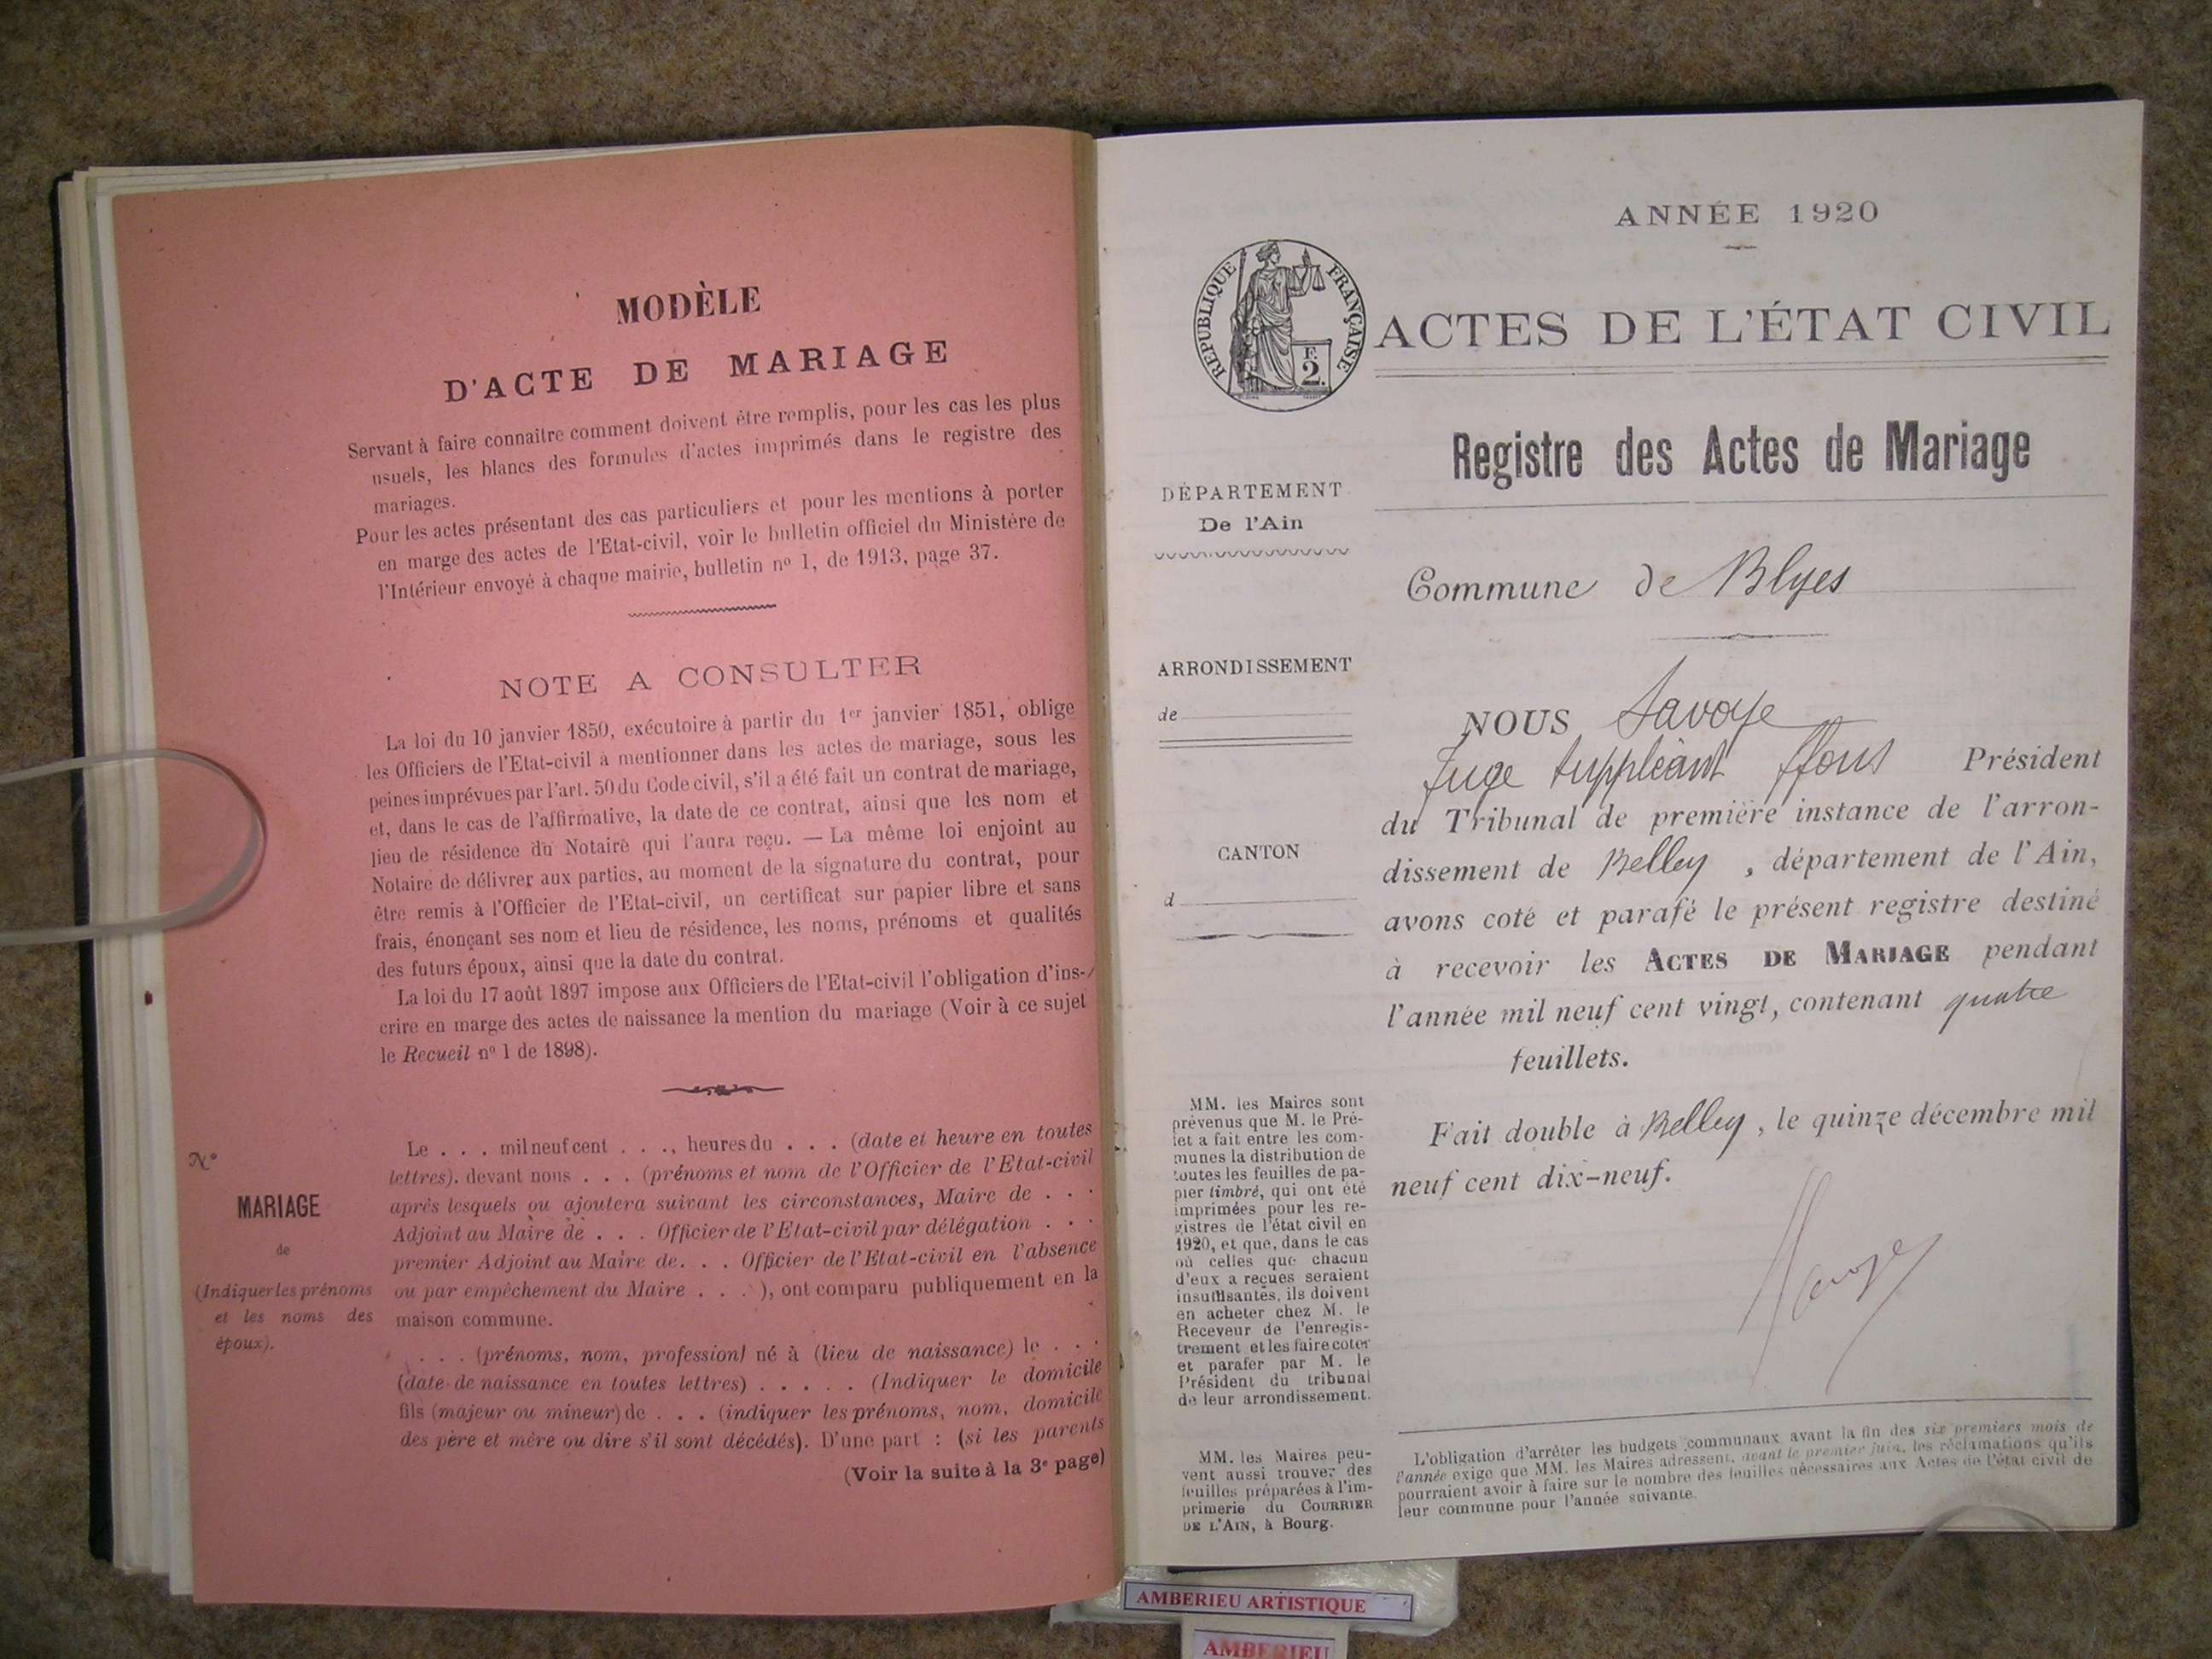 MODÈLE
D'ACTE DE MARIAGE
Servant à faire connaître comment doivent être remplis, pour les cas les plus
usuels, les blancs des formules d'actes imprimés dans le registre des
mariages.
Pour les actes présentant des cas particuliers et pour les mentions à porter
en marge des actes de l'Etat-civil, voir le bulletin officiel du Ministère de
l'Intérieur envoyé à chaque mairie, bulletin nº 1, de 1913, page 37.
NOTE A CONSULTER
La loi du 10 janvier 1850, exécutoire à partir du 1er janvier 1851, oblige
les Officiers de l'Etat-civil à mentionner dans les actes de mariage, sous les
peines imprévues par l'art. 50 du Code civil, s'il a été fait un contrat de mariage,
et, dans le cas de l'affirmative, la date de ce contrat, ainsi que les nom et
lieu de résidence du Notaire qui l'aura reçu. — La même loi enjoint au
Notaire de délivrer aux parties, au moment de la signature du contrat, pour
être remis à l'Officier de l'Etat-civil, un certificat sur papier libre et sans
frais, énonçant ses nom et lieu de résidence, les noms, prénoms et qualités
des futurs époux, ainsi que la date du contrat.
La loi du 17 août 1897 impose aux Officiers de l'Etat-civil l'obligation d'ins-
crire en marge des actes de naissance la mention du mariage (Voir à ce sujet
le Recueil nº 1 de 1898).
Nº
MARIAGE
de
(Indiquer les prénoms
et les noms des
époux).
Le . . . mil neuf cent . . ., heures du . . . (date et heure en toutes
lettres), devant nous . . . (prénoms et nom de l'Officier de l'Etat-civil
après lesquels ou ajoutera suivant les circonstances, Maire de . . .
Adjoint au Maire de . . . Officier de l'Etat-civil par délégation . . .
premier Adjoint au Maire de. . . Officier de l'Etat-civil en l'absence
ou par empêchement du Maire . . . ), ont comparu publiquement en la
maison commune.
. . . (prénoms, nom, profession) né à (lieu de naissance) le . . .
(date de naissance en toutes lettres) . . . . . (Indiquer le domicile
fils (majeur ou mineur) de . . . (indiquer les prénoms, nom, domicile
des père et mère ou dire s'il sont décédés). D'une part : (si les parents
(Voir la suite à la 3e page)
ANNÉE 1920
REPUBLIQUE FRANÇAISE
F.
2.
ACTES DE L'ÉTAT CIVIL
Registre des Actes de Mariage
DÉPARTEMENT
De l'Ain
Commune de Blyes
ARRONDISSEMENT
de
CANTON
d
NOUS Savoye
Juge suppléant ffons Président
du Tribunal de première instance de l'arron-
dissement de Belley, département de l'Ain,
avons coté et parafé le présent registre destiné
à recevoir les ACTES DE MARIAGE pendant
l'année mil neuf cent vingt, contenant quatre
feuillets.
Fait double à Belley, le quinze décembre mil
neuf cent dix-neuf.
MM. les Maires sont
prévenus que M. le Pré-
fet a fait entre les com-
munes la distribution de
toutes les feuilles de pa-
pier timbré, qui ont été
imprimées pour les re-
gistres de l'état civil en
1920, et que, dans le cas
où celles que chacun
d'eux a reçues seraient
insuffisantes, ils doivent
en acheter chez M. le
Receveur de l'enregis-
trement et les faire coter
et parafer par M. le
Président du tribunal
de leur arrondissement.
MM. les Maires peu-
vent aussi trouver des
feuilles préparées à l'im-
primerie du COURRIER
DE L'AIN, à Bourg.
L'obligation d'arrêter les budgets communaux avant la fin des six premiers mois de
l'année exige que MM. les Maires adressent, avant le premier juin, les réclamations qu'ils
pourraient avoir à faire sur le nombre des feuilles nécessaires aux Actes de l'état civil de
leur commune pour l'année suivante.
AMBERIEU ARTISTIQUE
AMBERIEU